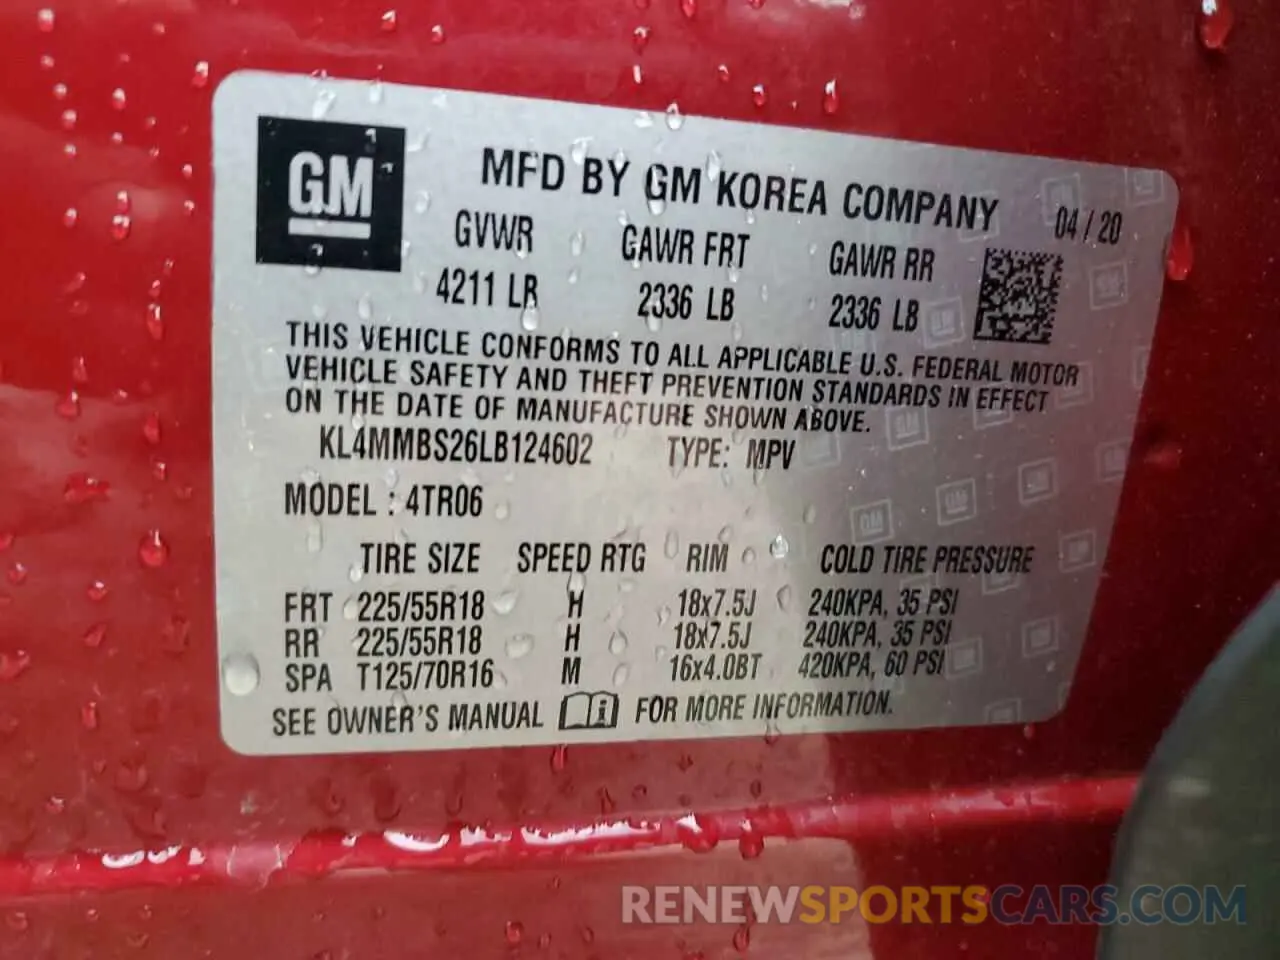 GM
MFD BY GM KOREA COMPANY 04 / 20
GVWR GAWR FRT GAWR RR
4211 LB 2336 LB 2336 LB
THIS VEHICLE CONFORMS TO ALL APPLICABLE U.S. FEDERAL MOTOR
VEHICLE SAFETY AND THEFT PREVENTION STANDARDS IN EFFECT
ON THE DATE OF MANUFACTURE SHOWN ABOVE.
KL4MMBS26LB124602 TYPE: MPV
MODEL : 4TR06
TIRE SIZE SPEED RTG RIM COLD TIRE PRESSURE
FRT 225/55R18 H 18x7.5J 240KPA, 35 PSI
RR 225/55R18 H 18x7.5J 240KPA, 35 PSI
SPA T125/70R16 M 16x4.0BT 420KPA, 60 PSI
SEE OWNER'S MANUAL i FOR MORE INFORMATION.
RENEWSPORTSCARS.COM